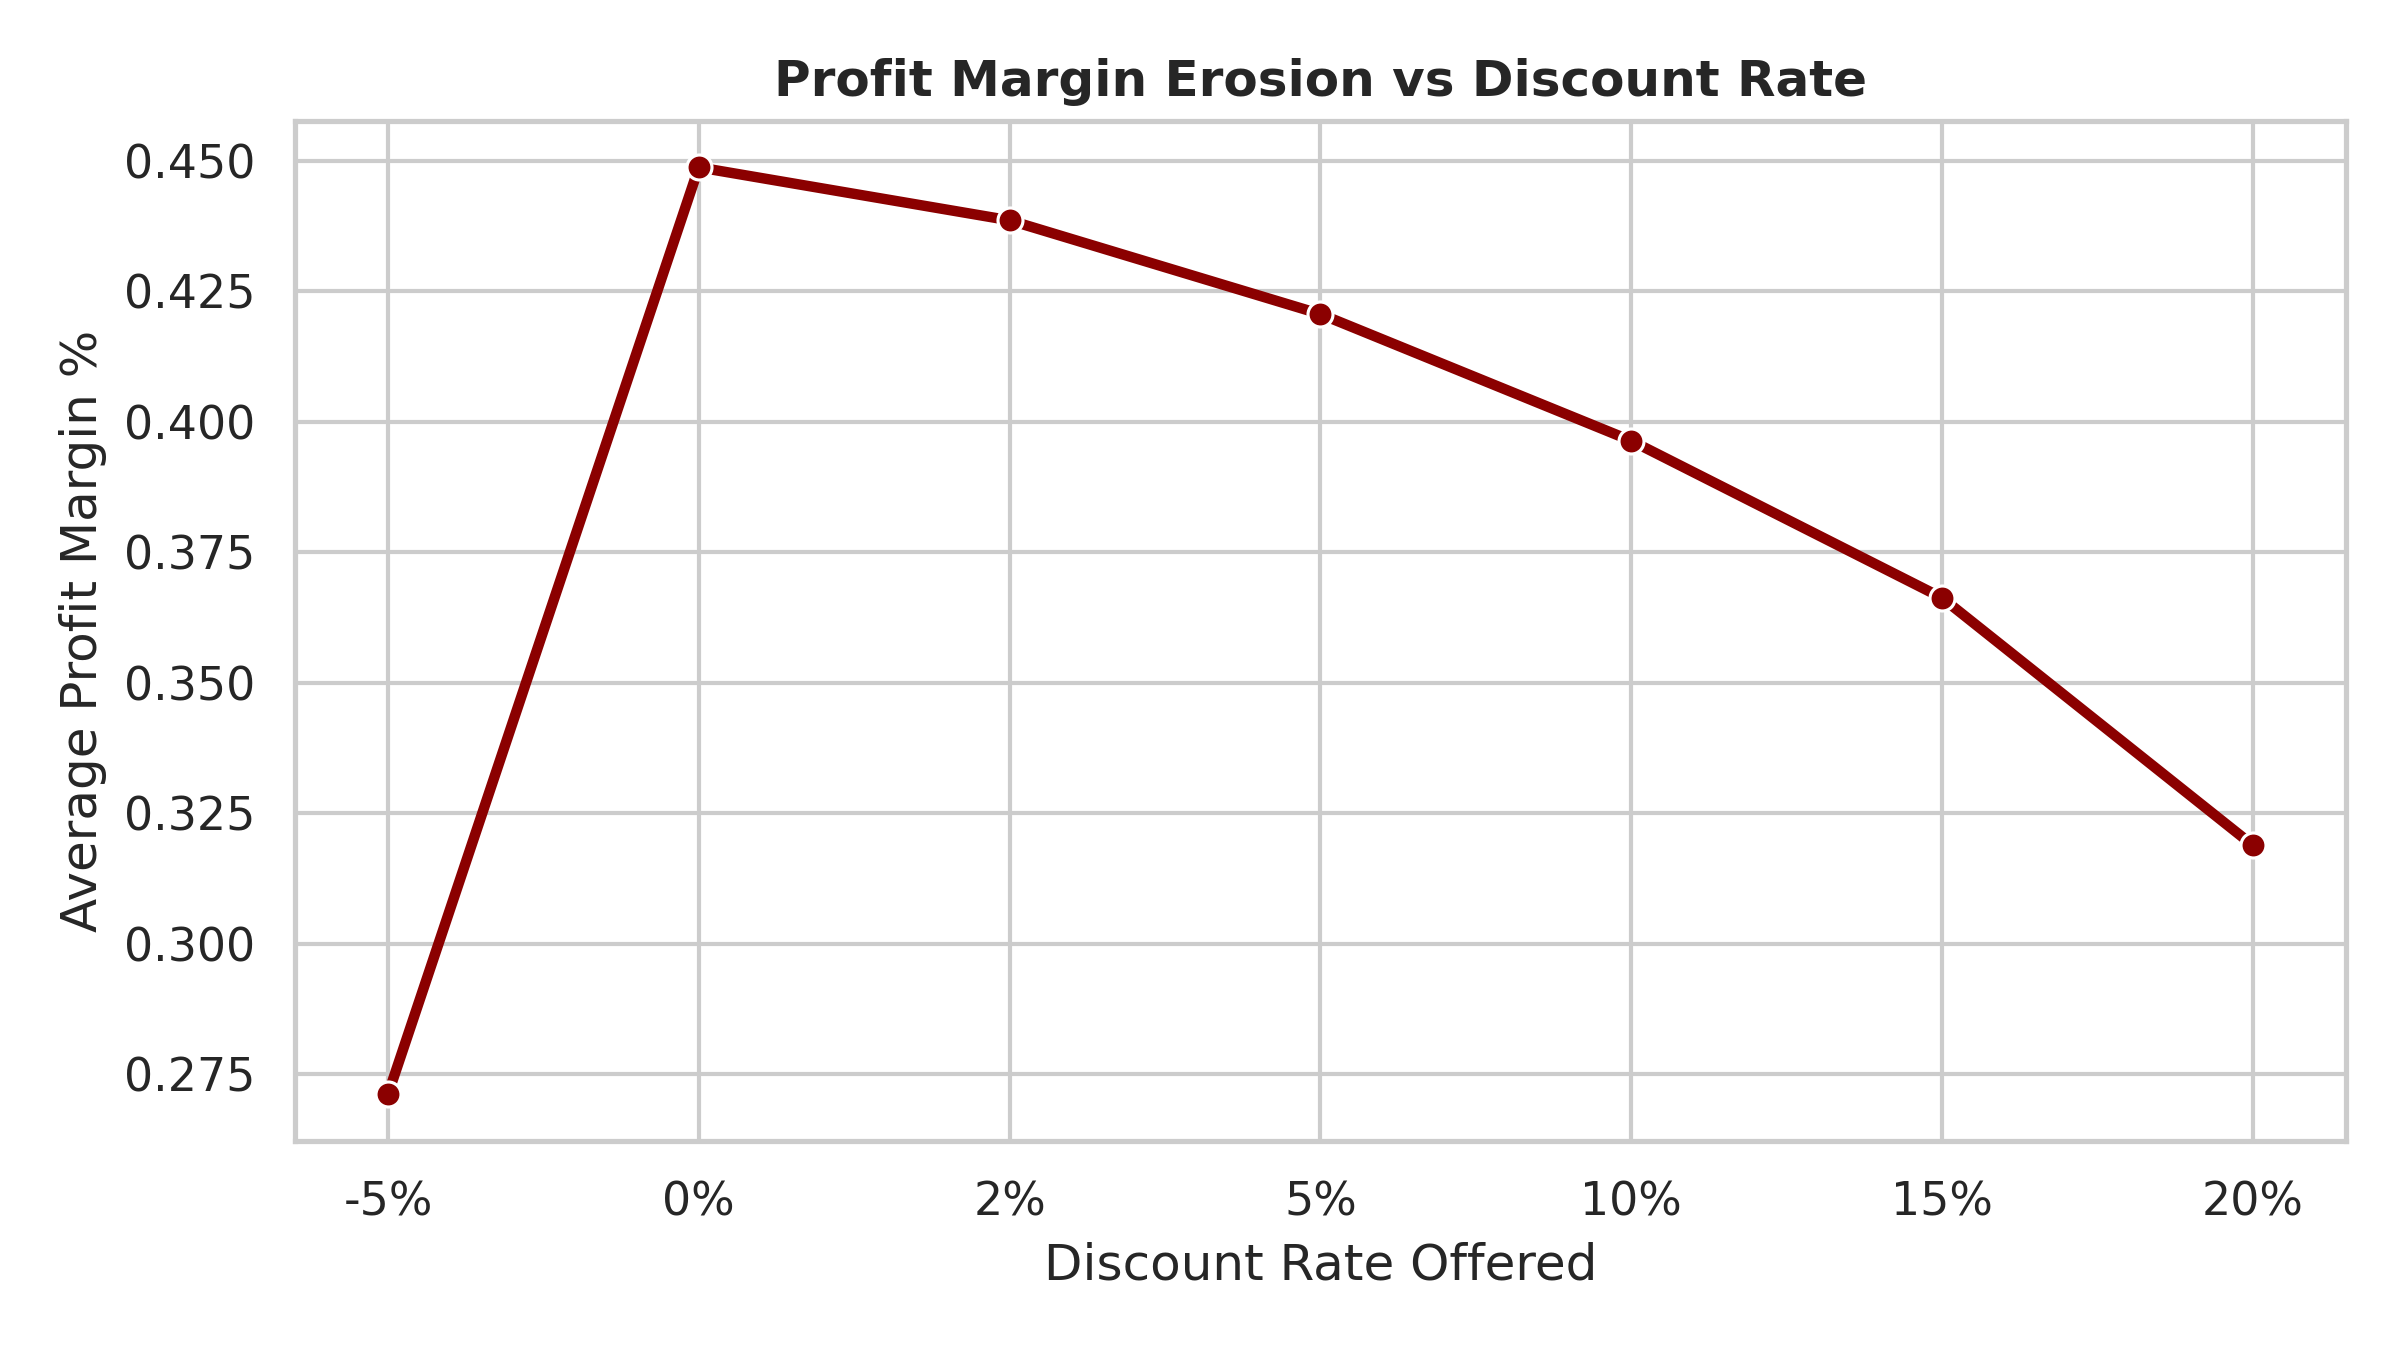 Profit Margin Erosion vs Discount Rate
Average Profit Margin %
0.450
0.425
0.400
0.375
0.350
0.325
0.300
0.275
-5% 0% 2% 5% 10% 15% 20%
Discount Rate Offered